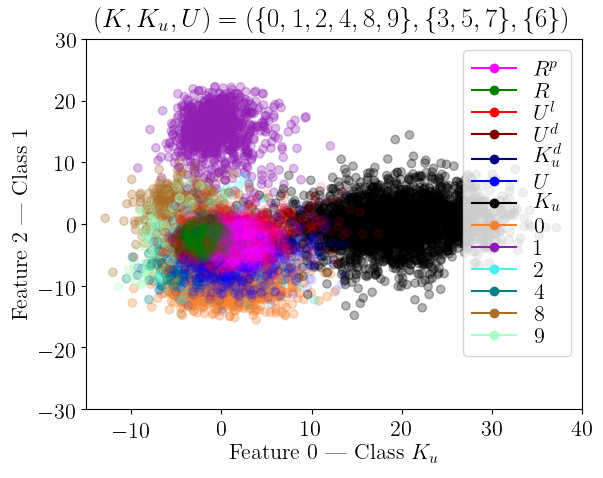 (K, K_u, U) = ({0, 1, 2, 4, 8, 9}, {3, 5, 7}, {6})
30
20
10
0
−10
−20
−30
Feature 2 — Class 1
R^p
R
U^l
U^d
K_u^d
U
K_u
0
1
2
4
8
9
−10
0
10
20
30
40
Feature 0 — Class K_u